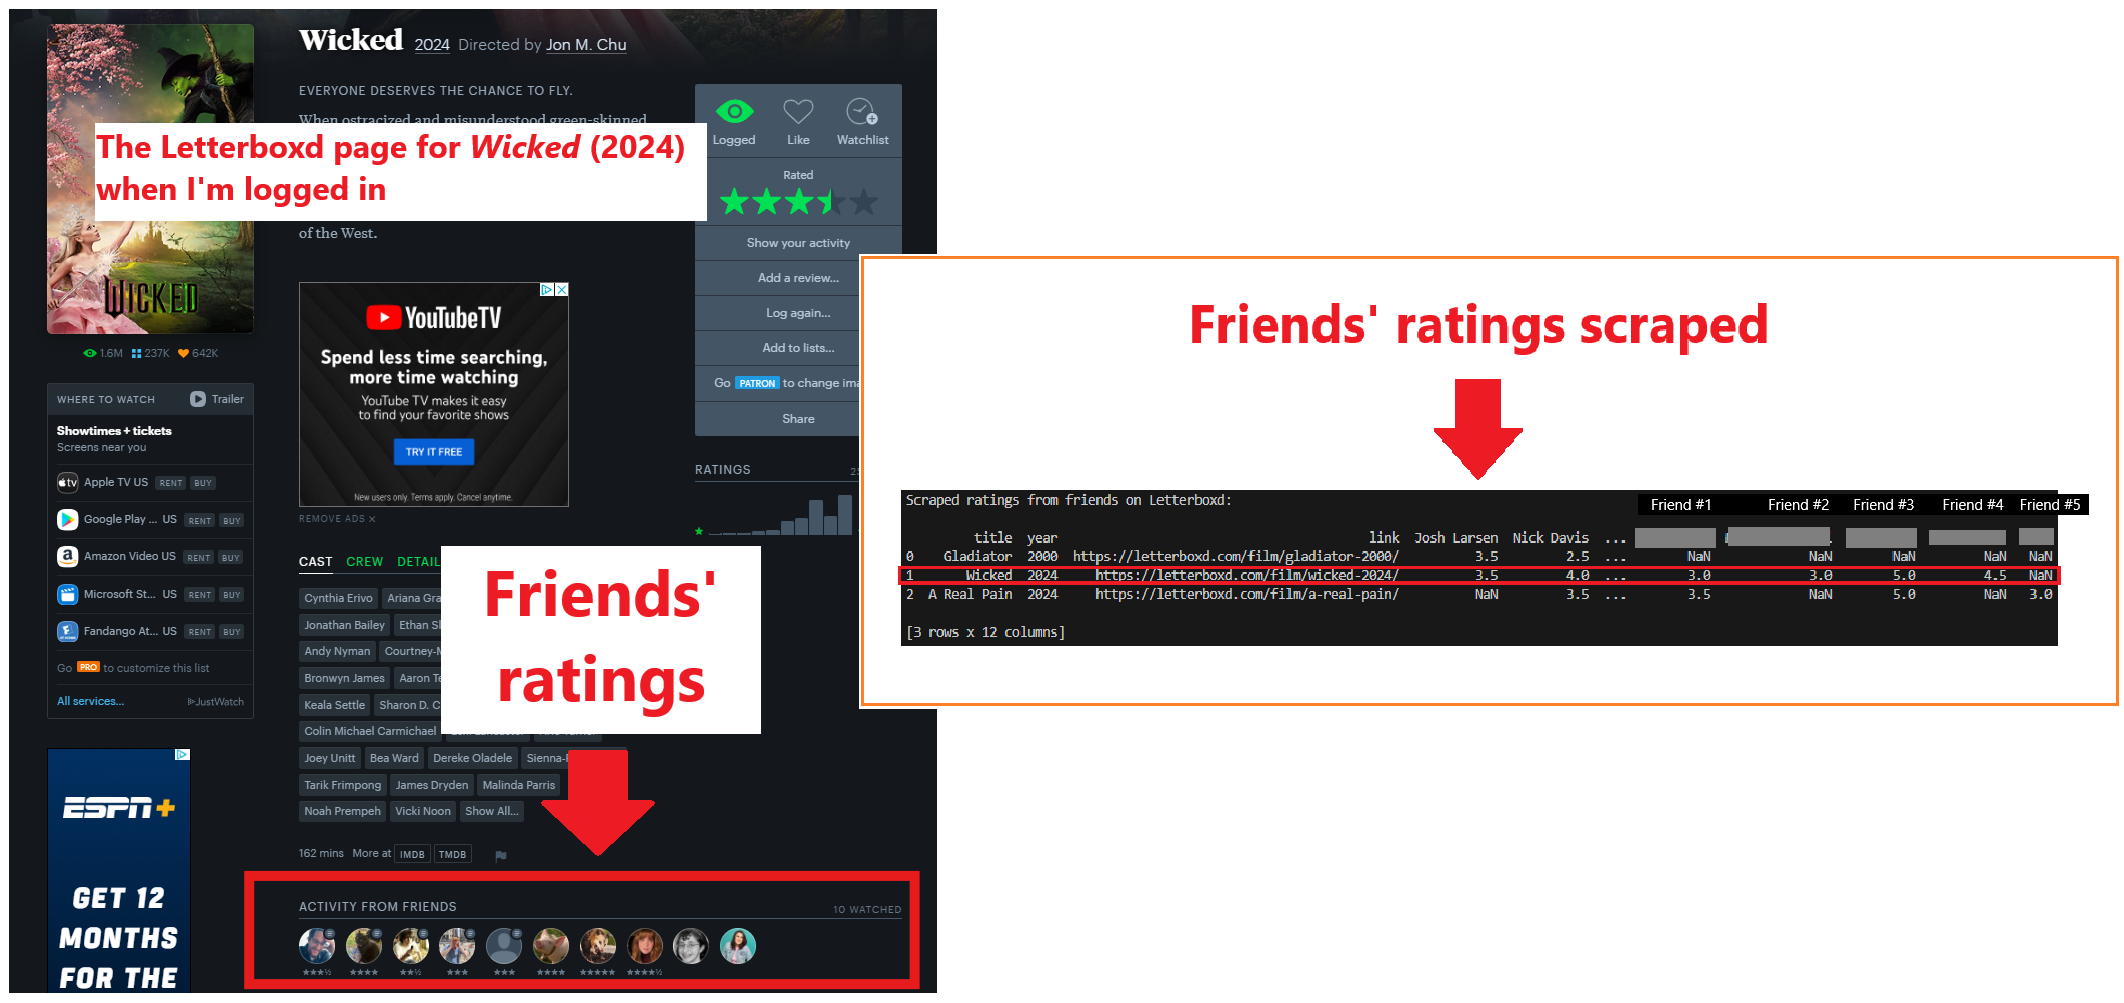 Wicked 2024 Directed by Jon M. Chu
EVERYONE DESERVES THE CHANCE TO FLY.
When ostracized and misunderstood green-skinned
The Letterboxd page for Wicked (2024)
when I'm logged in
of the West.
WICKED
1.6M 237K 642K
Logged Like Watchlist
Rated
Show your activity
Add a review...
Log again...
Add to lists...
Go PATRON to change
Share
RATINGS
WHERE TO WATCH Trailer
Showtimes + tickets
Screens near you
Apple TV US RENT BUY
Google Play ... US RENT BUY
Amazon Video US RENT BUY
Microsoft St... US RENT BUY
Fandango At... US RENT BUY
Go PRO to customize this list
All services... JustWatch
YouTubeTV
Spend less time searching,
more time watching
YouTube TV makes it easy
to find your favorite shows
TRY IT FREE
New users only. Terms apply. Cancel anytime.
REMOVE ADS ×
CAST CREW
Friends'
ratings
Cynthia Erivo Ariana
Jonathan Bailey Ethan
Andy Nyman
Bronwyn James Aaron
Keala Settle Sharon D.
Colin Michael Carmichael
Joey Unitt Bea Ward Dereke Oladele
Tarik Frimpong James Dryden Malinda Parris
Noah Prempeh Vicki Noon Show All...
162 mins More at IMDB TMDB
ACTIVITY FROM FRIENDS 10 WATCHED
★★★½ ★★★★ ★★½ ★★★ ★★★ ★★★★ ★★★★★ ★★★★½
ESPN+
GET 12
MONTHS
FOR THE
Friends' ratings scraped
Scraped ratings from friends on Letterboxd:
Friend #1 Friend #2 Friend #3 Friend #4 Friend #5
title year link Josh Larsen Nick Davis ...
0 Gladiator 2000 https://letterboxd.com/film/gladiator-2000/ 3.5 2.5 ... NaN NaN NaN NaN NaN
1 Wicked 2024 https://letterboxd.com/film/wicked-2024/ 3.5 4.0 ... 3.0 3.0 5.0 4.5 NaN
2 A Real Pain 2024 https://letterboxd.com/film/a-real-pain/ NaN 3.5 ... 3.5 NaN 5.0 NaN 3.0
[3 rows x 12 columns]